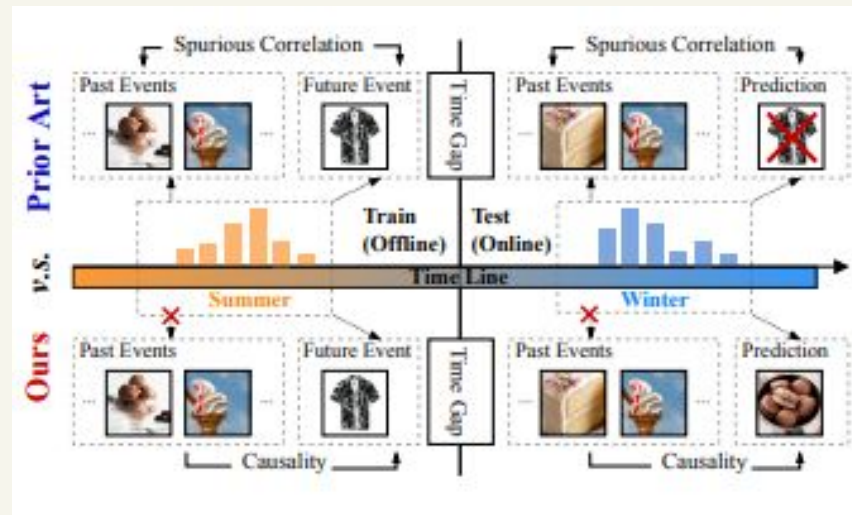 Spurious Correlation
Spurious Correlation
Prior Art
Past Events
Future Event
Time Gap
Past Events
Prediction
...
...
...
...
Train
(Offline)
Test
(Online)
v.s.
Time Line
Summer
Winter
Ours
Past Events
Future Event
Time Gap
Past Events
Prediction
...
...
...
...
Causality
Causality